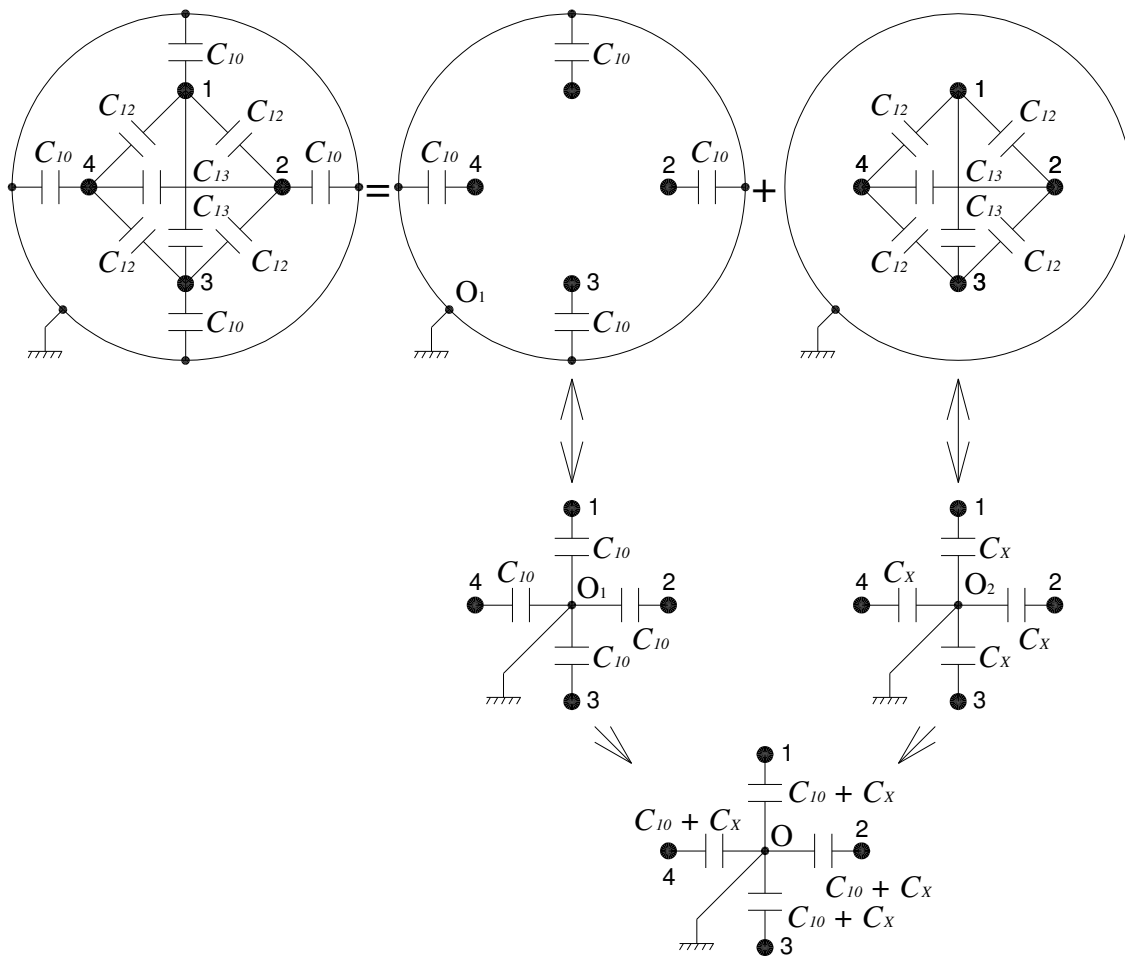 C10 C10 C10
1 1
C12 C12 C12 C12
C10 4 C10 C10 4 C10 4
C13 2 = 2 + C13 2
C13 C13
C12 C12 C12 C12
3 3 3
O1
C10 C10
1 1
C10 CX
4 C10 2 4 CX 2
O1 O2
C10 CX
C10 CX
3 3
1
C10 + CX
C10 + CX O 2
4
C10 + CX
C10 + CX
3